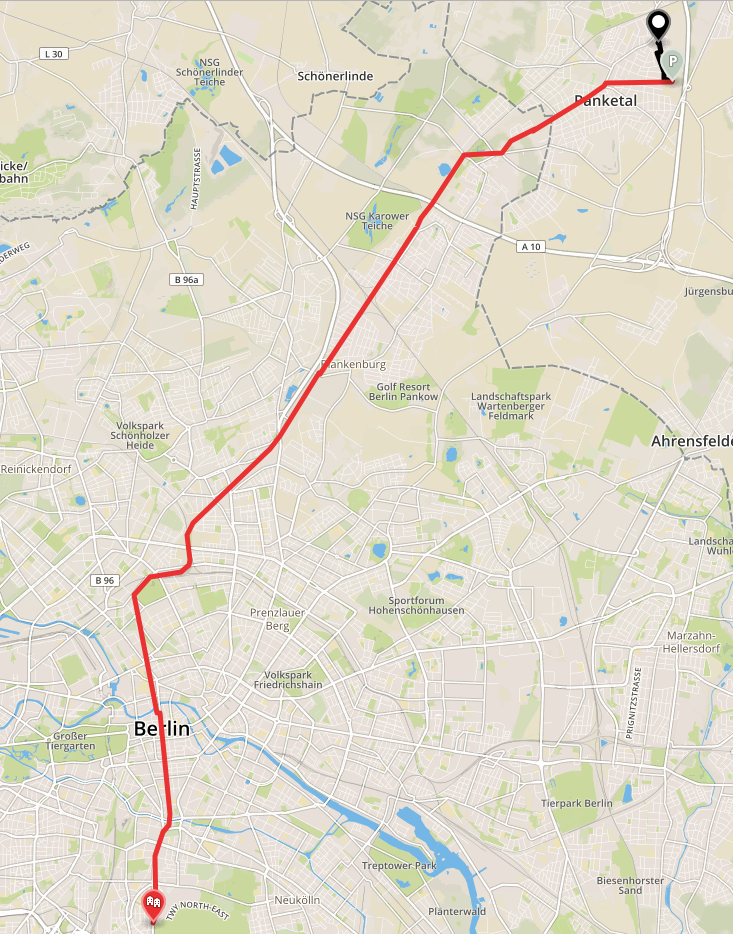 L 30
NSG
Schönerlinder
Teiche
Schönerlinde
P
Panketal
icke/
bahn
HAUPTSTRASSE
NSG Karower
Teiche
DERWEG
A 10
B 96a
Jürgensbu
Blankenburg
Golf Resort
Berlin Pankow
Landschaftspark
Wartenberger
Feldmark
Volkspark
Schönholzer
Heide
Ahrensfelde
Reinickendorf
Landscha
Wuhl
B 96
Sportforum
Hohenschönhausen
Prenzlauer
Berg
Marzahn-
Hellersdorf
Volkspark
Friedrichshain
PRIGNITZSTRASSE
Berlin
Großer
Tiergarten
Tierpark Berlin
Treptower Park
Biesenhorster
Sand
Neukölln
TWY NORTH-EAST
Plänterwald